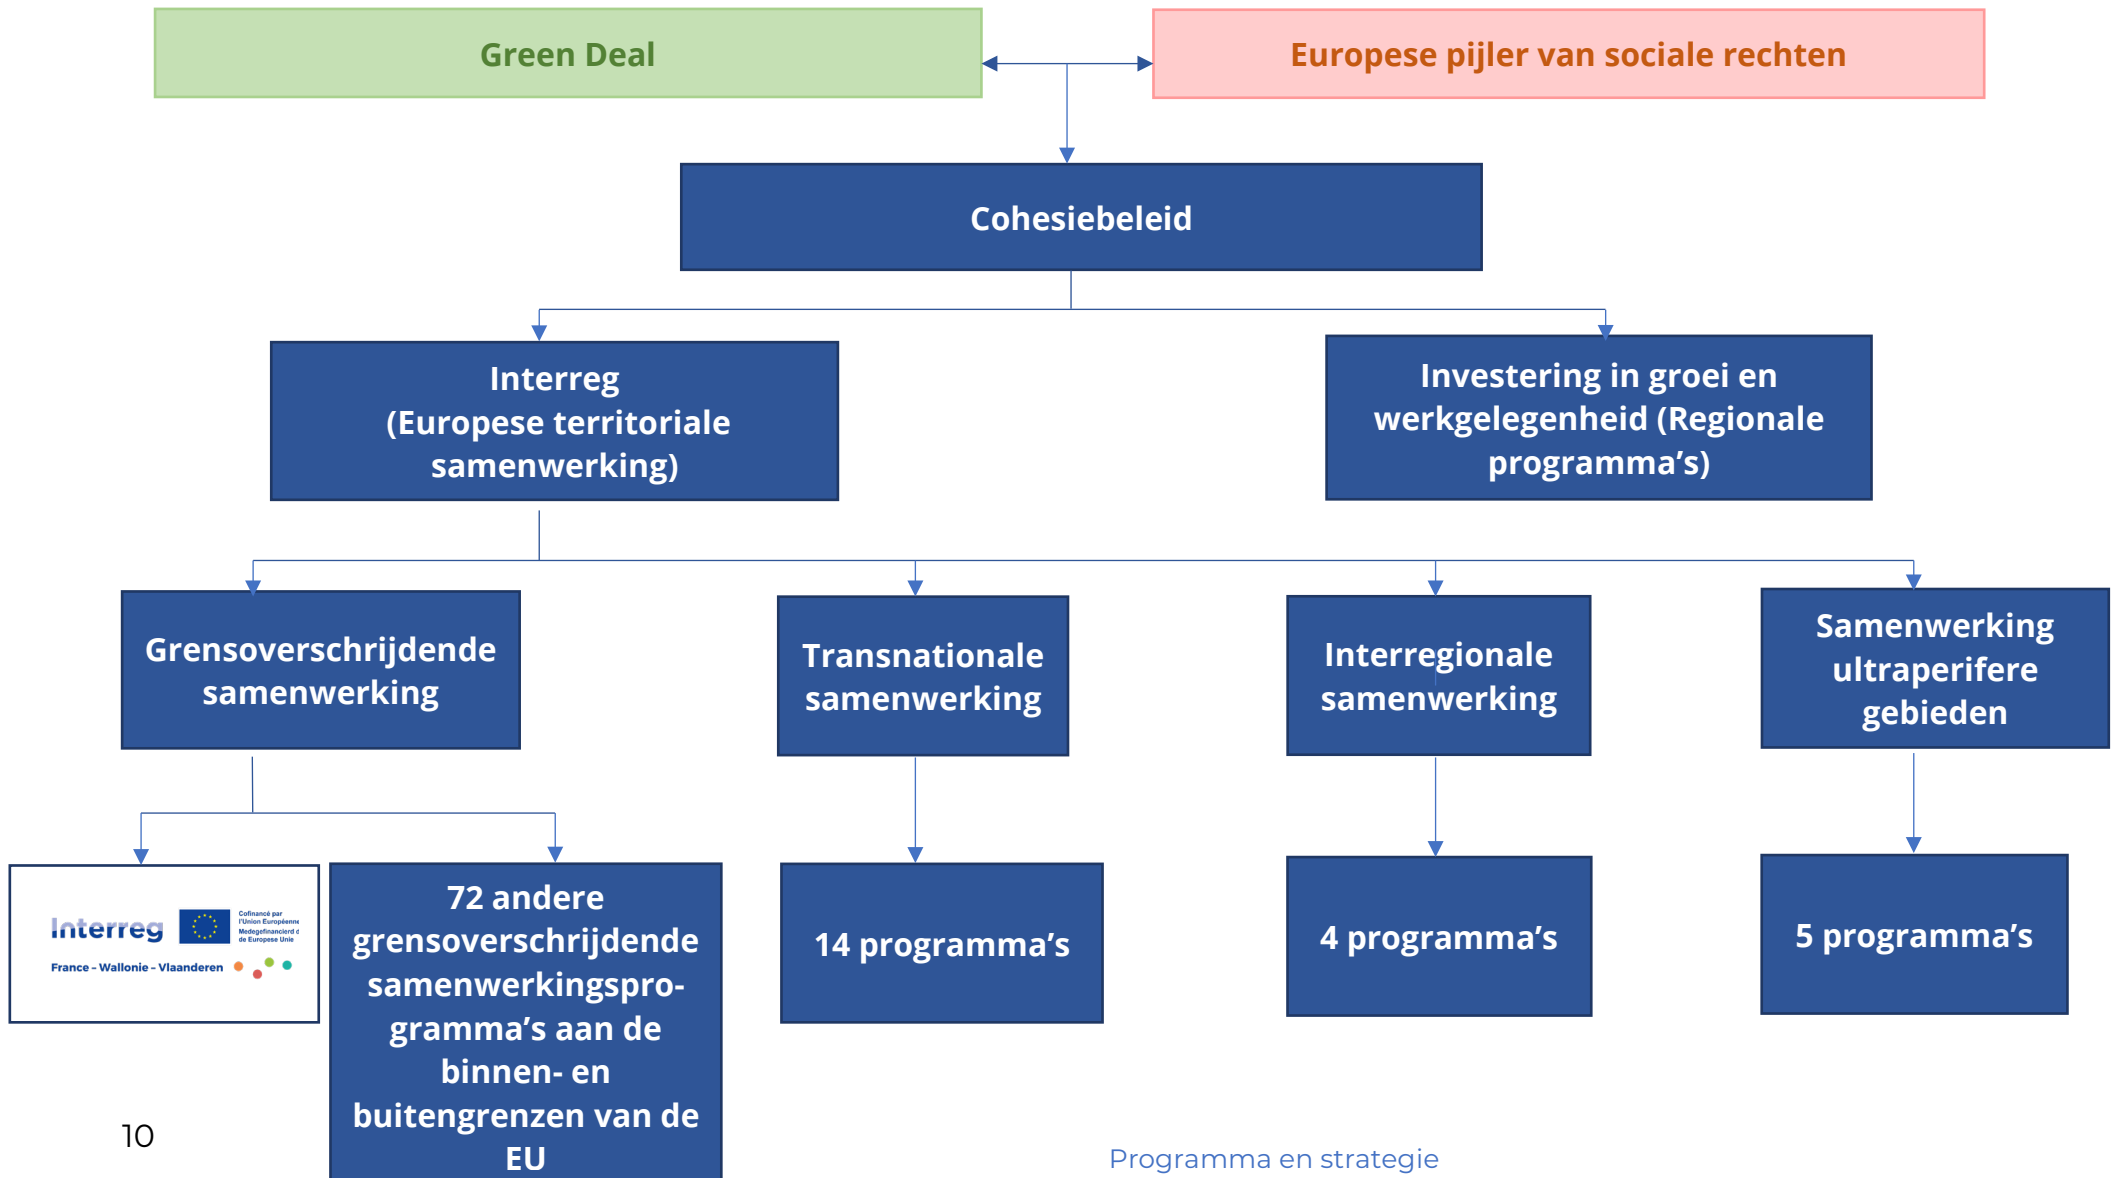 Green Deal
Europese pijler van sociale rechten
Cohesiebeleid
Interreg
(Europese territoriale
samenwerking)
Investering in groei en
werkgelegenheid (Regionale
programma’s)
Grensoverschrijdende
samenwerking
Transnationale
samenwerking
Interregionale
samenwerking
Samenwerking
ultraperifere
gebieden
Interreg
Cofinancé par
l'Union Européenne
Medegefinancierd d
de Europese Unie
France – Wallonie – Vlaanderen
72 andere
grensoverschrijdende
samenwerkingspro-
gramma’s aan de
binnen- en
buitengrenzen van de
EU
14 programma’s
4 programma’s
5 programma’s
10
Programma en strategie